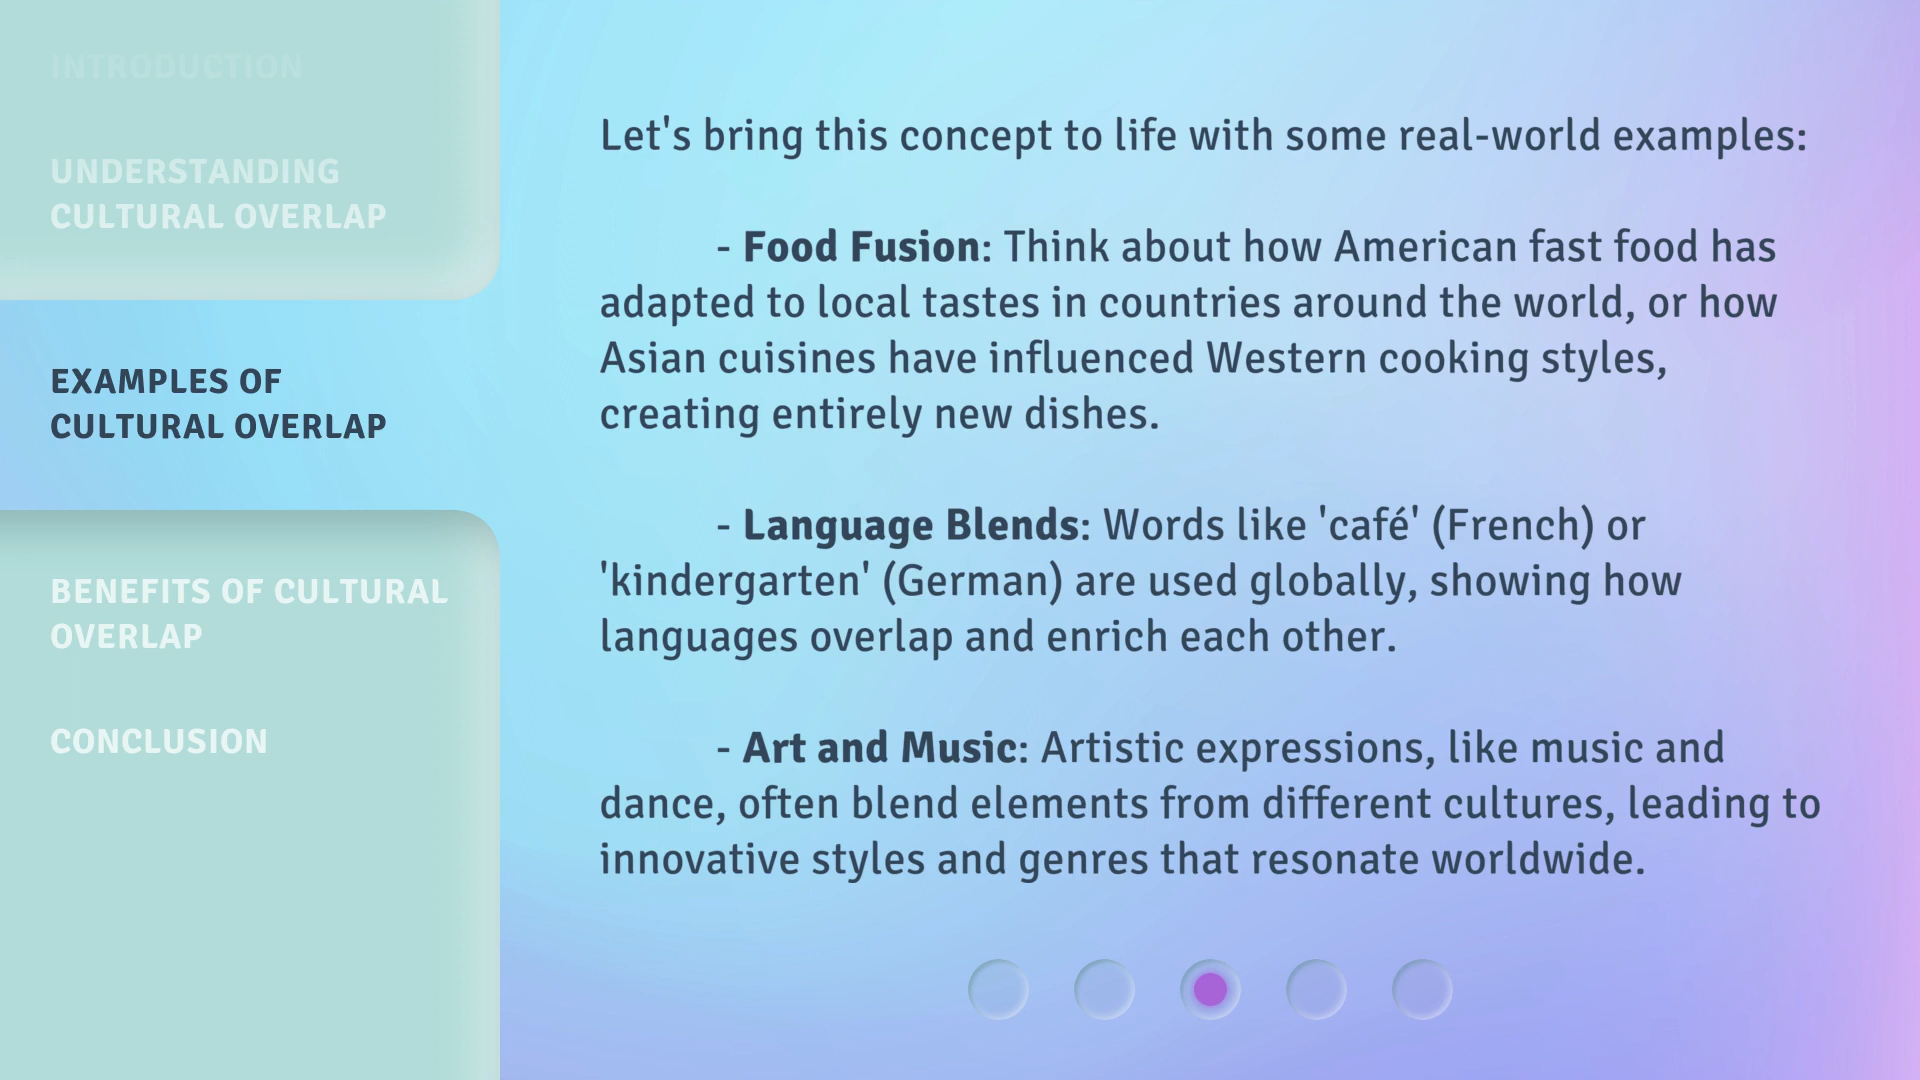 INTRODUCTION
UNDERSTANDING
CULTURAL OVERLAP
EXAMPLES OF
CULTURAL OVERLAP
BENEFITS OF CULTURAL
OVERLAP
CONCLUSION
Let's bring this concept to life with some real-world examples:
- Food Fusion: Think about how American fast food has
adapted to local tastes in countries around the world, or how
Asian cuisines have influenced Western cooking styles,
creating entirely new dishes.
- Language Blends: Words like 'café' (French) or
'kindergarten' (German) are used globally, showing how
languages overlap and enrich each other.
- Art and Music: Artistic expressions, like music and
dance, often blend elements from different cultures, leading to
innovative styles and genres that resonate worldwide.